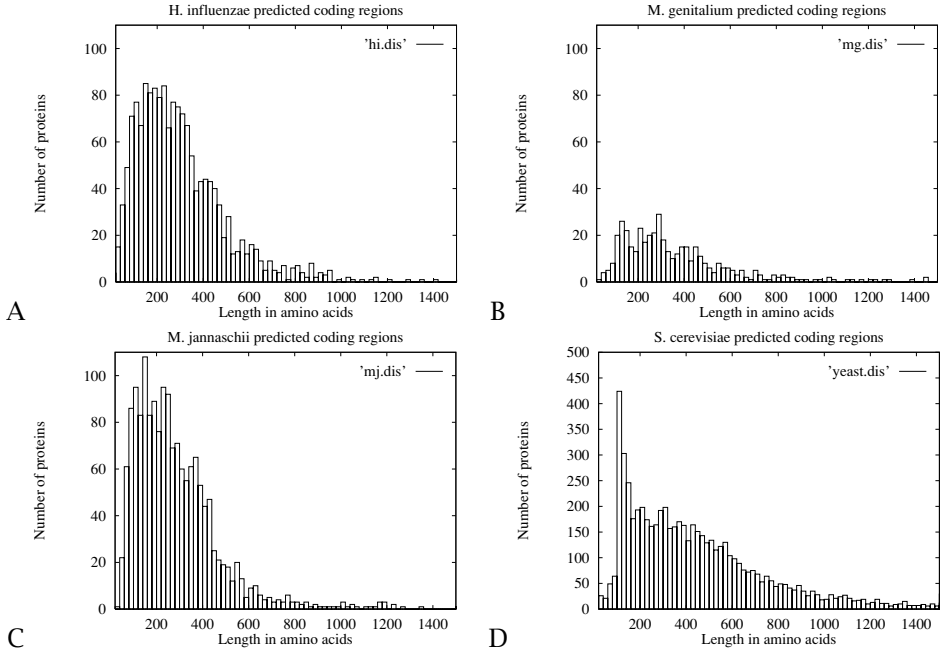 H. influenzae predicted coding regions
'hi.dis'
100
80
60
40
20
0
Number of proteins
200 400 600 800 1000 1200 1400
Length in amino acids
A
M. genitalium predicted coding regions
'mg.dis'
100
80
60
40
20
0
Number of proteins
200 400 600 800 1000 1200 1400
Length in amino acids
B
M. jannaschii predicted coding regions
'mj.dis'
100
80
60
40
20
0
Number of proteins
200 400 600 800 1000 1200 1400
Length in amino acids
C
S. cerevisiae predicted coding regions
'yeast.dis'
500
450
400
350
300
250
200
150
100
50
0
Number of proteins
200 400 600 800 1000 1200 1400
Length in amino acids
D